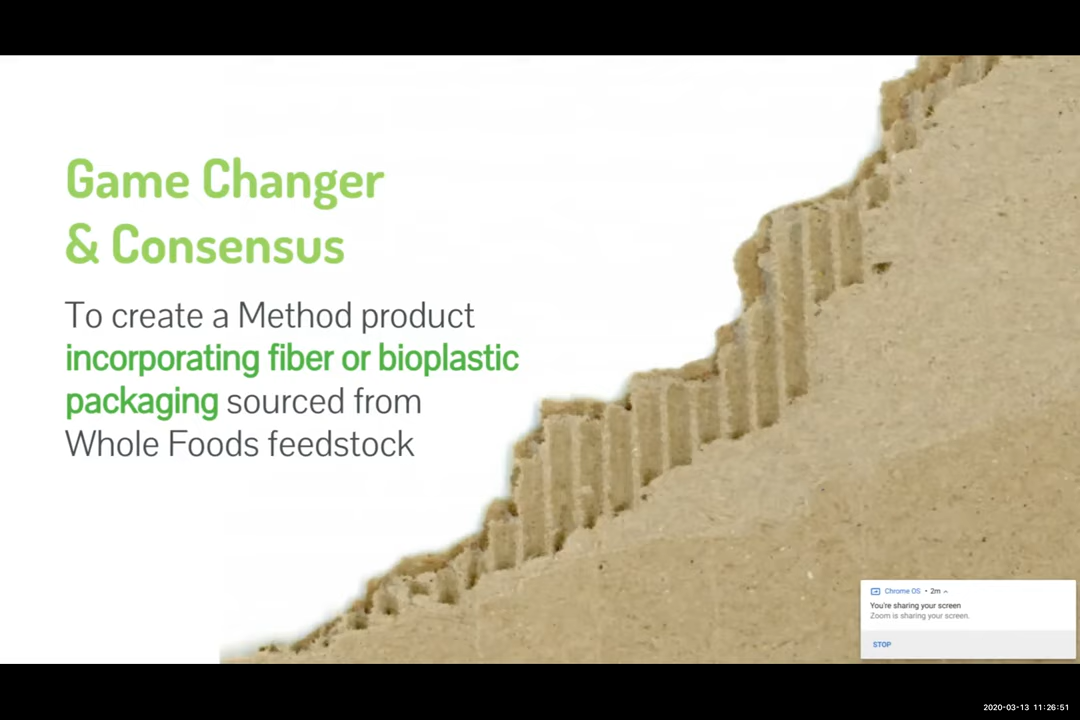 Game Changer
& Consensus
To create a Method product
incorporating fiber or bioplastic
packaging sourced from
Whole Foods feedstock
Chrome OS • 2m
You're sharing your screen
Zoom is sharing your screen.
STOP
2020-03-13 11:26:51